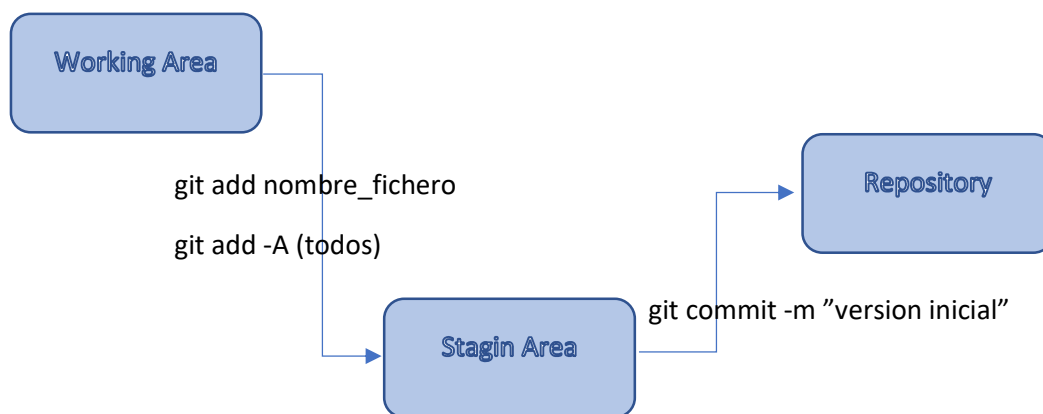 Working Area
git add nombre_fichero
Repository
git add -A (todos)
git commit -m ”version inicial”
Stagin Area